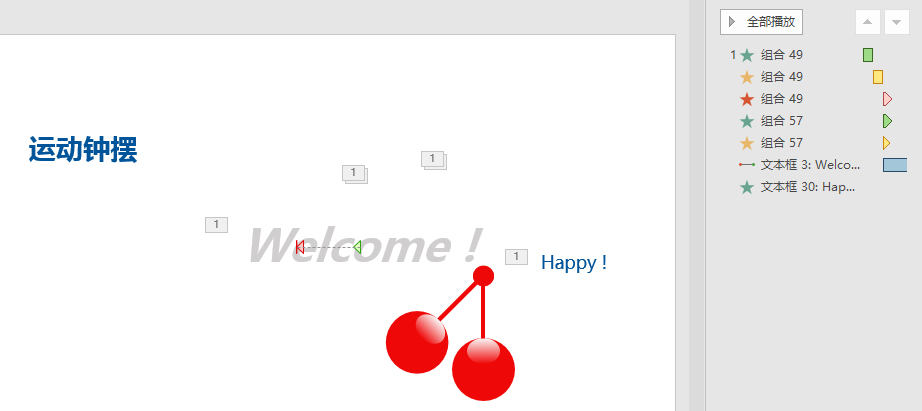 全部播放
1 组合 49
组合 49
组合 49
组合 57
组合 57
文本框 3: Welco...
文本框 30: Hap...
运动钟摆
1
1
1
Welcome !
1
Happy !